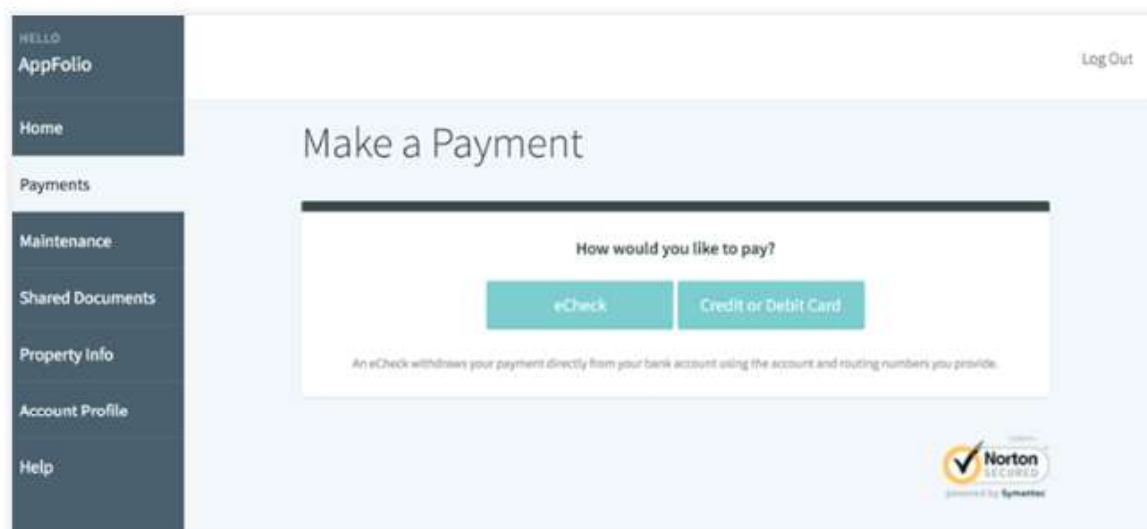 HELLO
AppFolio
Log Out
Home
Make a Payment
Payments
Maintenance
How would you like to pay?
Shared Documents
eCheck
Credit or Debit Card
Property Info
An eCheck withdraws your payment directly from your bank account using the account and routing numbers you provide.
Account Profile
Help
Norton
SECURED
powered by Symantec